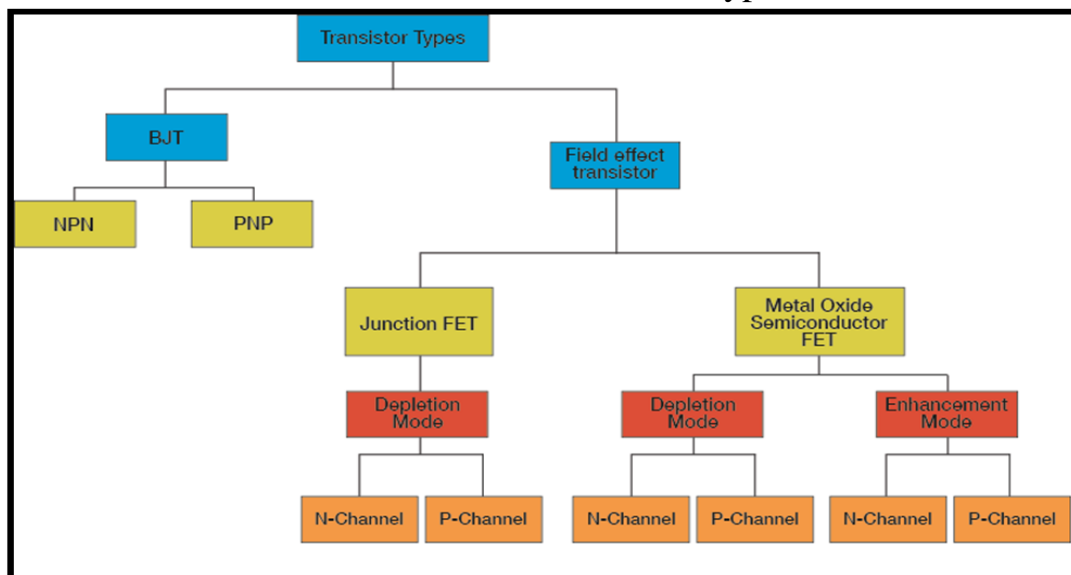 Transistor Types
BJT
Field effect
transistor
NPN
PNP
Junction FET
Metal Oxide
Semiconductor
FET
Depletion
Mode
Depletion
Mode
Enhancement
Mode
N-Channel
P-Channel
N-Channel
P-Channel
N-Channel
P-Channel